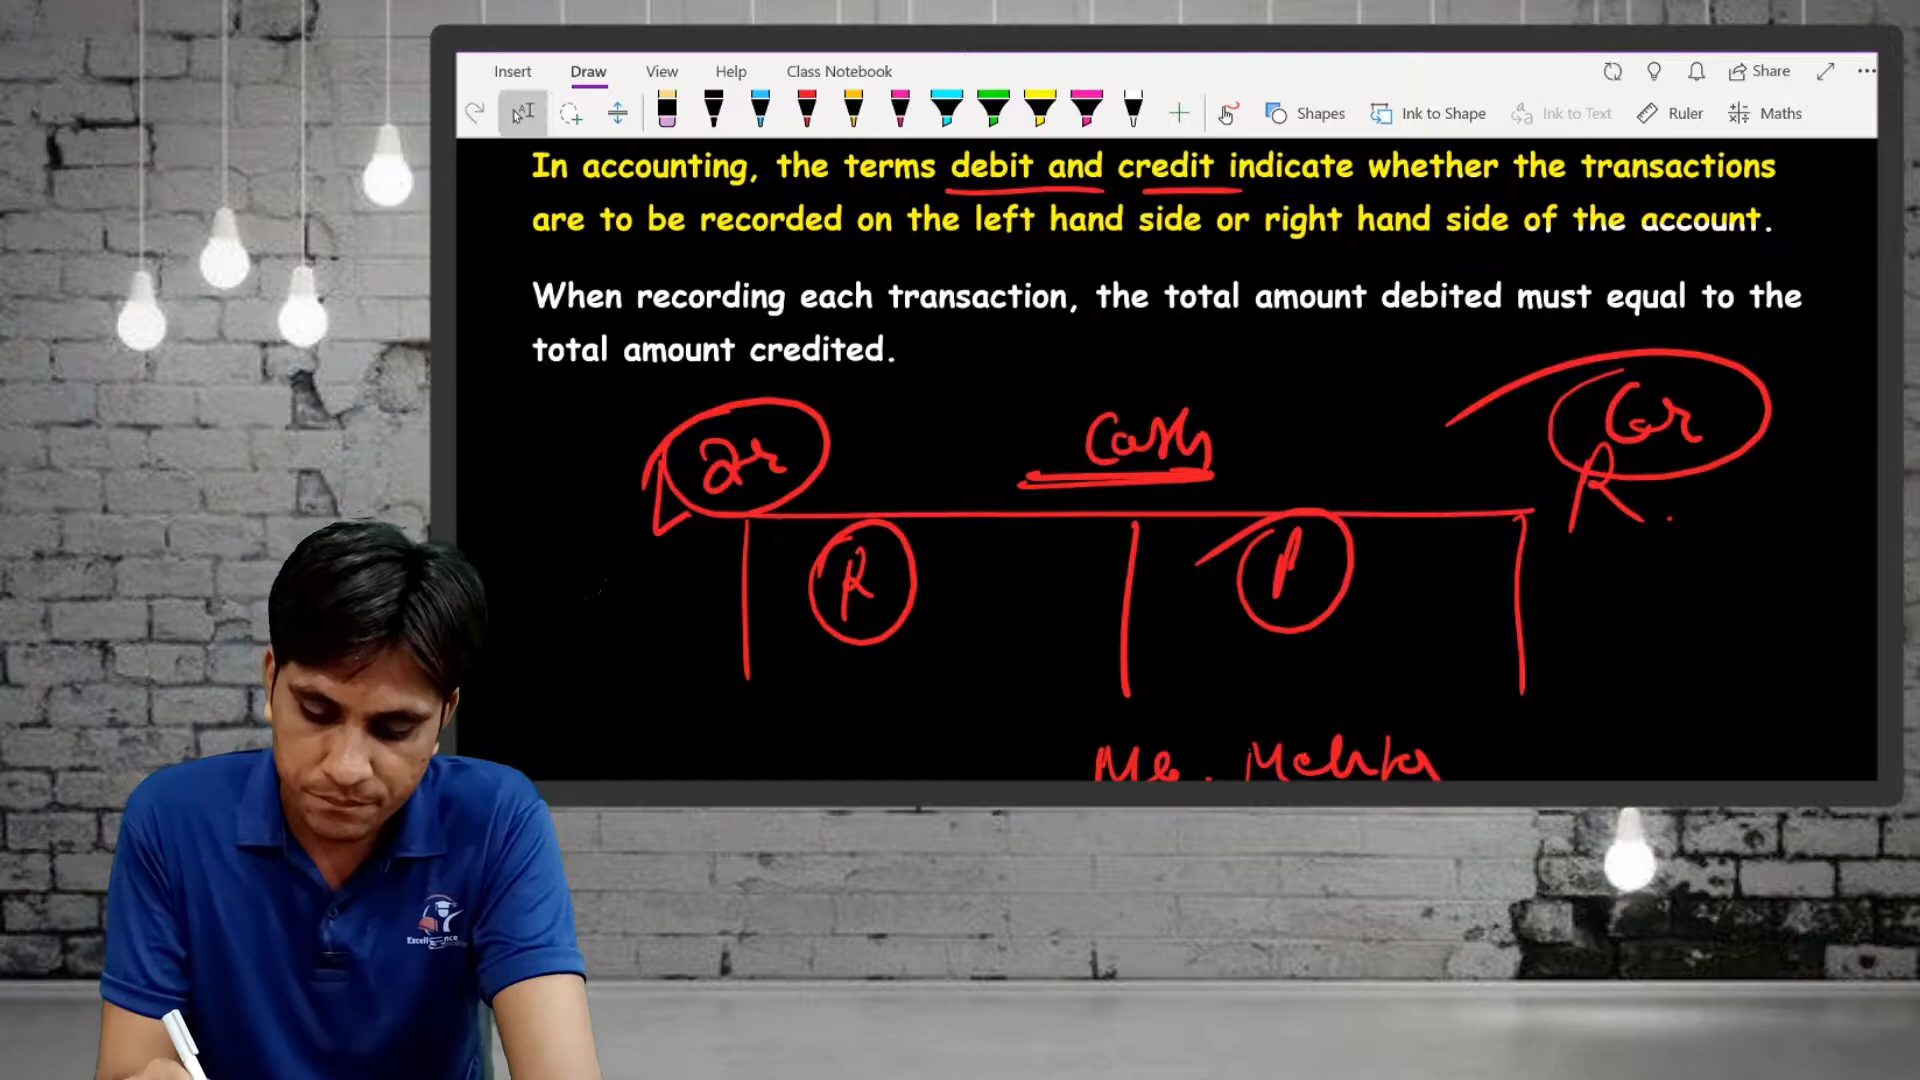 Insert Draw View Help Class Notebook Share
Shapes Ink to Shape Ink to Text Ruler Maths
In accounting, the terms debit and credit indicate whether the transactions
are to be recorded on the left hand side or right hand side of the account.
When recording each transaction, the total amount debited must equal to the
total amount credited.
Dr Cash Cr
R
R P